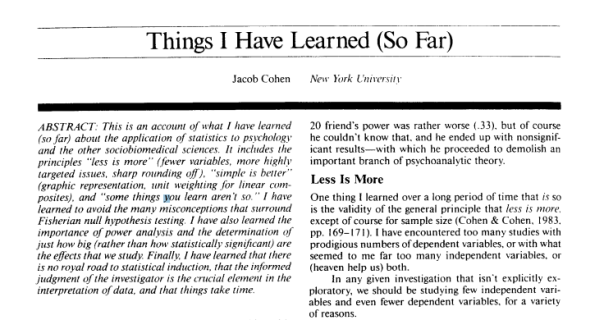 Things I Have Learned (So Far)
Jacob Cohen New York University
ABSTRACT: This is an account of what I have learned
(so far) about the application of statistics to psychology
and the other sociobiomedical sciences. It includes the
principles "less is more" (fewer variables, more highly
targeted issues, sharp rounding off), "simple is better"
(graphic representation, unit weighting for linear com-
posites), and "some things you learn aren't so." I have
learned to avoid the many misconceptions that surround
Fisherian null hypothesis testing. I have also learned the
importance of power analysis and the determination of
just how big (rather than how statistically significant) are
the effects that we study. Finally, I have learned that there
is no royal road to statistical induction, that the informed
judgment of the investigator is the crucial element in the
interpretation of data, and that things take time.
20 friend's power was rather worse (.33), but of course
he couldn't know that, and he ended up with nonsignif-
icant results—with which he proceeded to demolish an
important branch of psychoanalytic theory.
Less Is More
One thing I learned over a long period of time that is so
is the validity of the general principle that less is more,
except of course for sample size (Cohen & Cohen, 1983,
pp. 169–171). I have encountered too many studies with
prodigious numbers of dependent variables, or with what
seemed to me far too many independent variables, or
(heaven help us) both.
In any given investigation that isn't explicitly ex-
ploratory, we should be studying few independent vari-
ables and even fewer dependent variables, for a variety
of reasons.